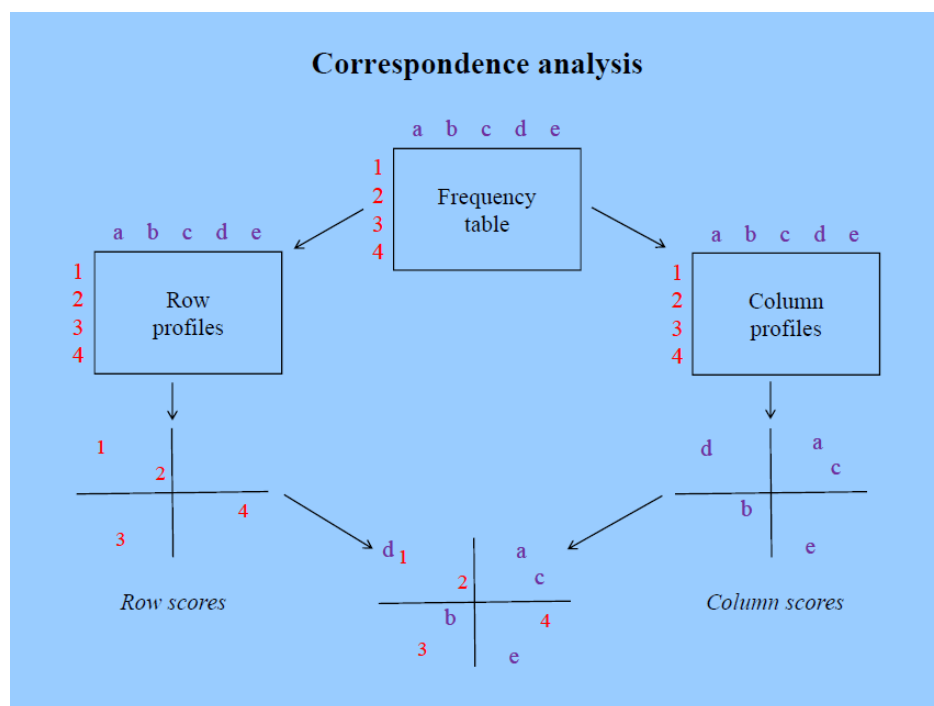 Correspondence analysis
a b c d e
1
2
3
4
Frequency
table
a b c d e
1
2
3
4
Row
profiles
a b c d e
1
2
3
4
Column
profiles
1
2
4
3
Row scores
d
a
c
b
e
Column scores
d 1
a
2
c
b
4
3
e